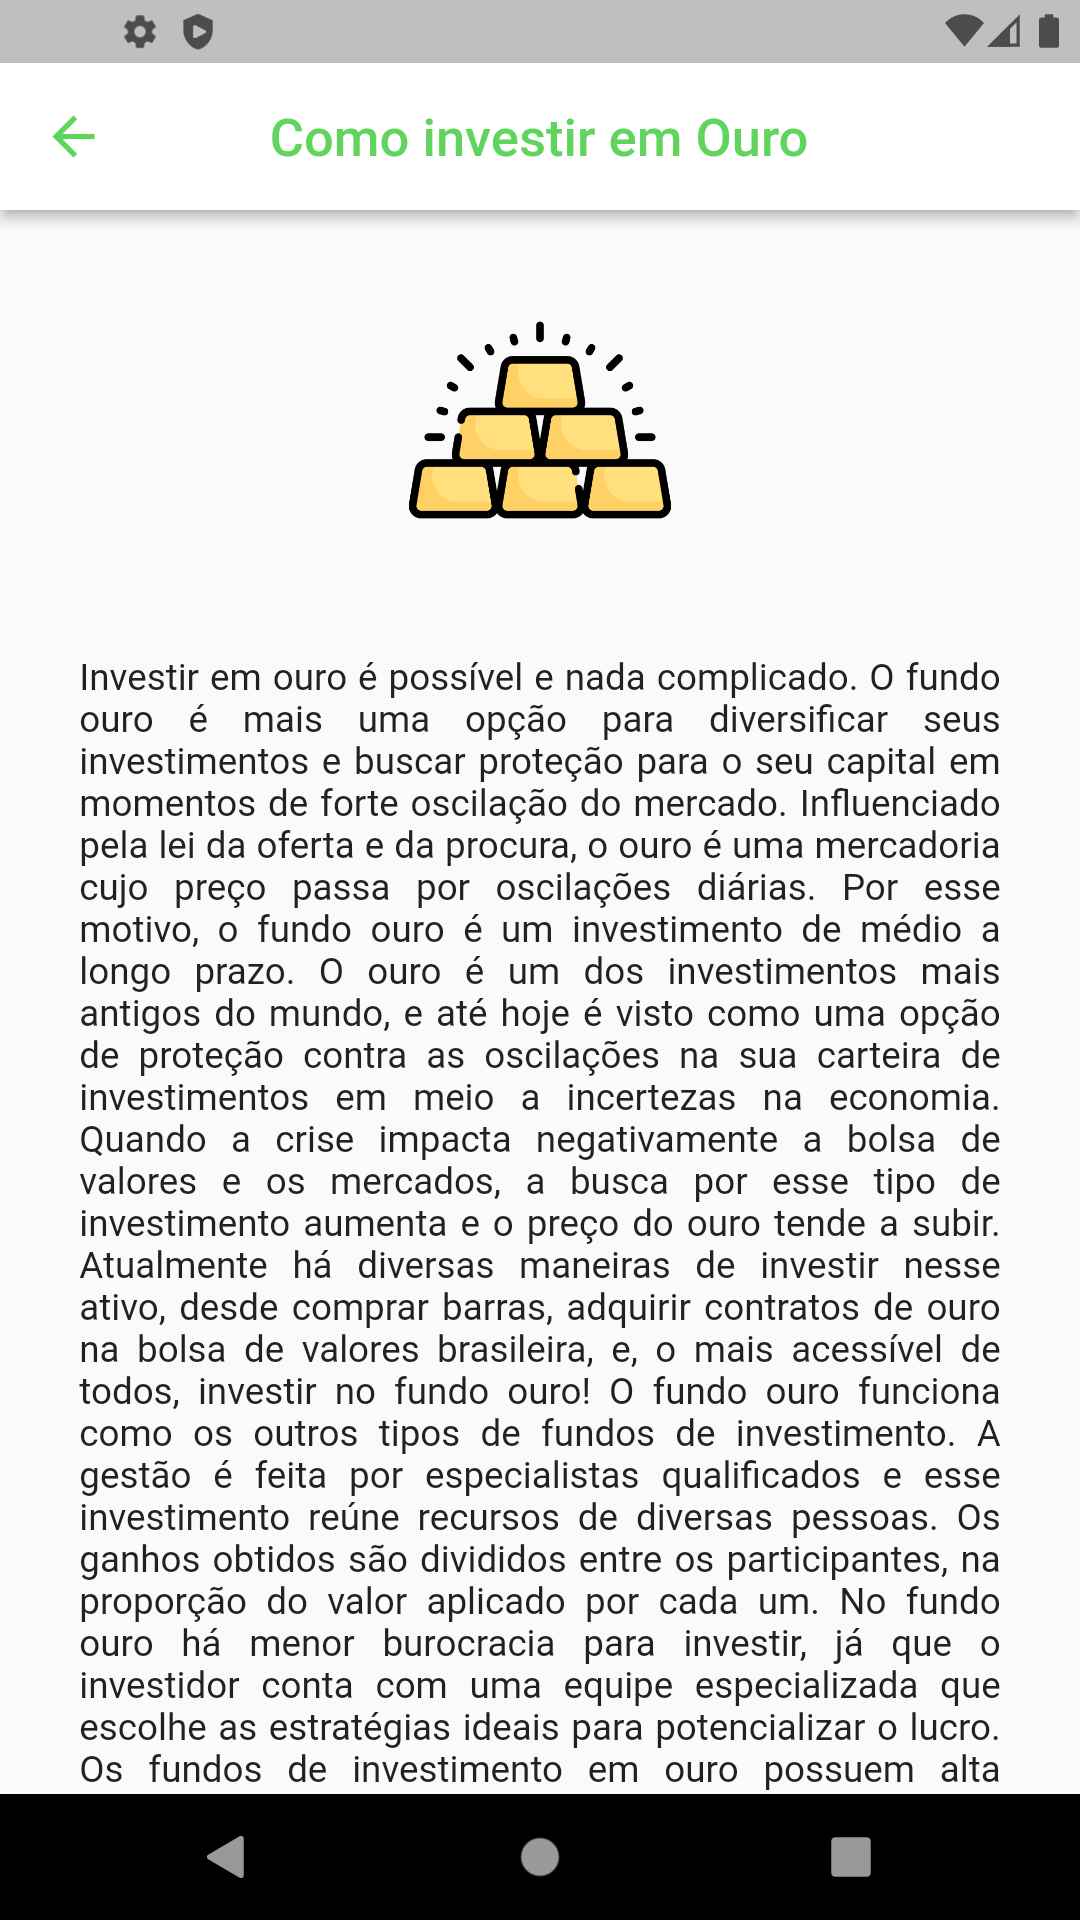 Como investir em Ouro
Investir em ouro é possível e nada complicado. O fundo
ouro é mais uma opção para diversificar seus
investimentos e buscar proteção para o seu capital em
momentos de forte oscilação do mercado. Influenciado
pela lei da oferta e da procura, o ouro é uma mercadoria
cujo preço passa por oscilações diárias. Por esse
motivo, o fundo ouro é um investimento de médio a
longo prazo. O ouro é um dos investimentos mais
antigos do mundo, e até hoje é visto como uma opção
de proteção contra as oscilações na sua carteira de
investimentos em meio a incertezas na economia.
Quando a crise impacta negativamente a bolsa de
valores e os mercados, a busca por esse tipo de
investimento aumenta e o preço do ouro tende a subir.
Atualmente há diversas maneiras de investir nesse
ativo, desde comprar barras, adquirir contratos de ouro
na bolsa de valores brasileira, e, o mais acessível de
todos, investir no fundo ouro! O fundo ouro funciona
como os outros tipos de fundos de investimento. A
gestão é feita por especialistas qualificados e esse
investimento reúne recursos de diversas pessoas. Os
ganhos obtidos são divididos entre os participantes, na
proporção do valor aplicado por cada um. No fundo
ouro há menor burocracia para investir, já que o
investidor conta com uma equipe especializada que
escolhe as estratégias ideais para potencializar o lucro.
Os fundos de investimento em ouro possuem alta